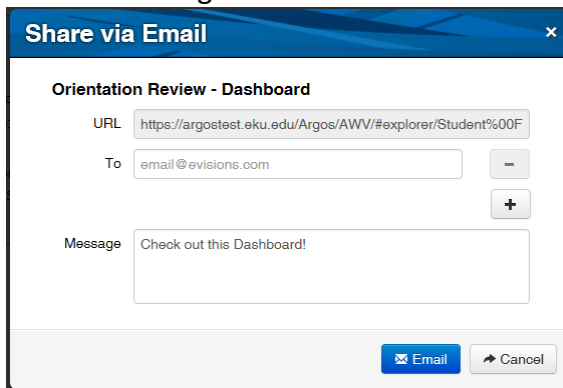 Share via Email ×
Orientation Review - Dashboard
URL https://argostest.eku.edu/Argos/AWV/#explorer/Student%00F
To email@evisions.com −
+
Message Check out this Dashboard!
Email Cancel